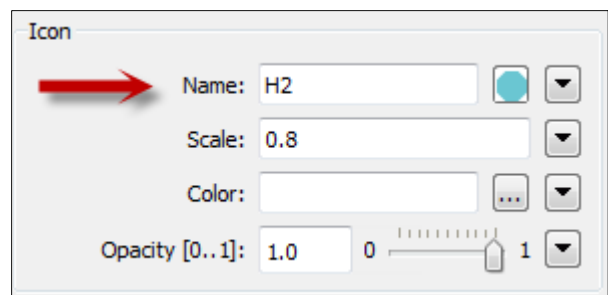 Icon
Name: H2
Scale: 0.8
Color: ...
Opacity [0..1]: 1.0 0 1